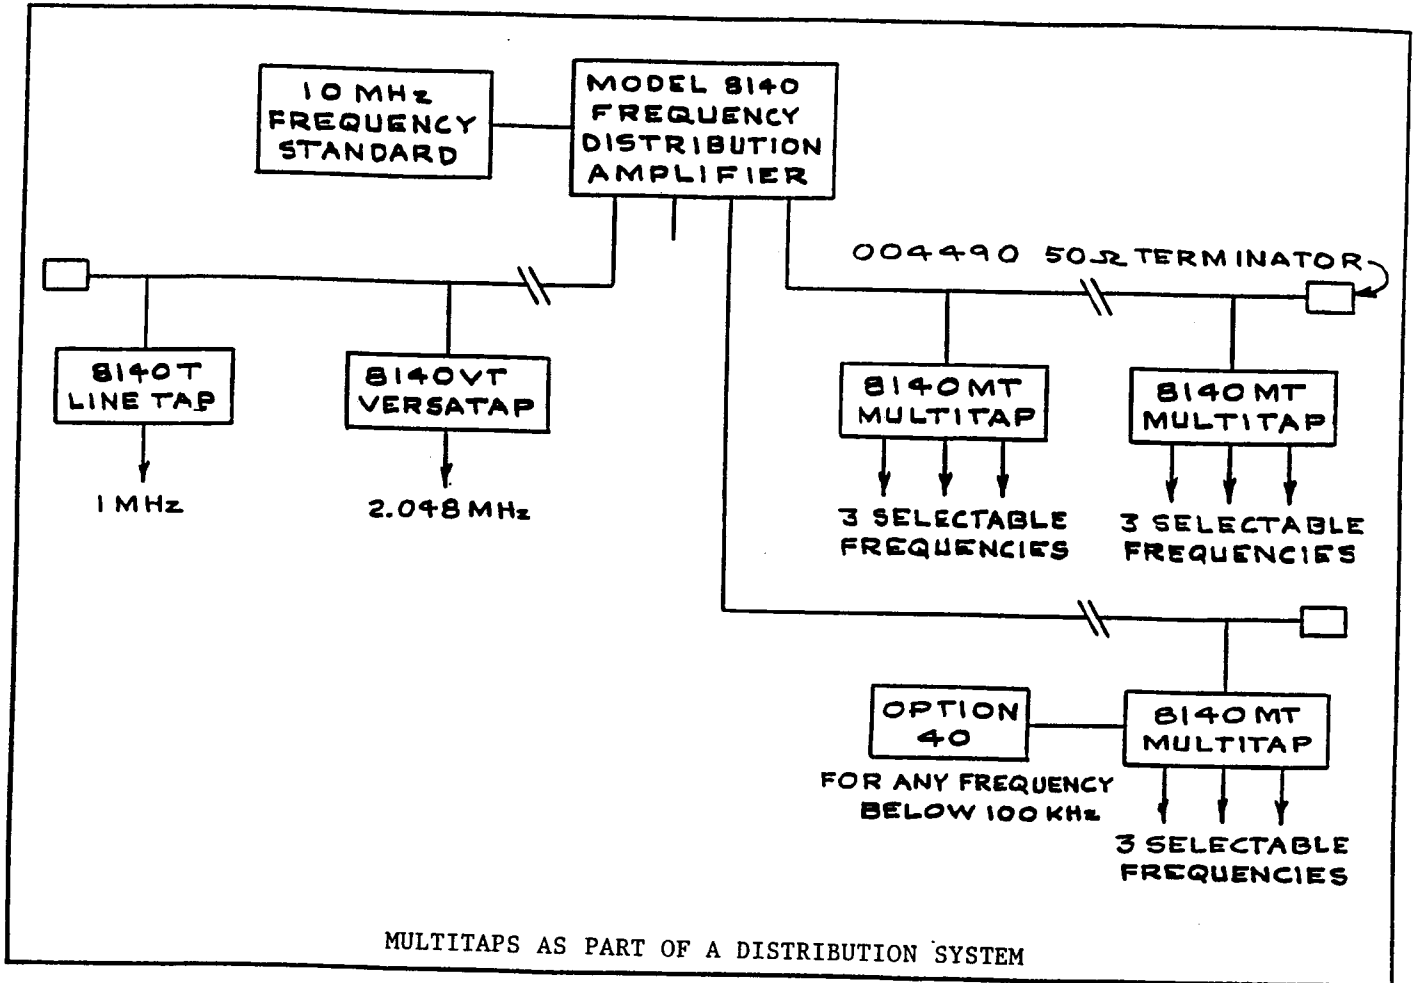 10 MHz
FREQUENCY
STANDARD
MODEL 8140
FREQUENCY
DISTRIBUTION
AMPLIFIER
004490 50Ω TERMINATOR
8140T
LINE TAP
8140VT
VERSATAP
8140MT
MULTITAP
8140MT
MULTITAP
1 MHz
2.048 MHz
3 SELECTABLE
FREQUENCIES
3 SELECTABLE
FREQUENCIES
OPTION
40
8140MT
MULTITAP
FOR ANY FREQUENCY
BELOW 100 KHz
3 SELECTABLE
FREQUENCIES
MULTITAPS AS PART OF A DISTRIBUTION SYSTEM